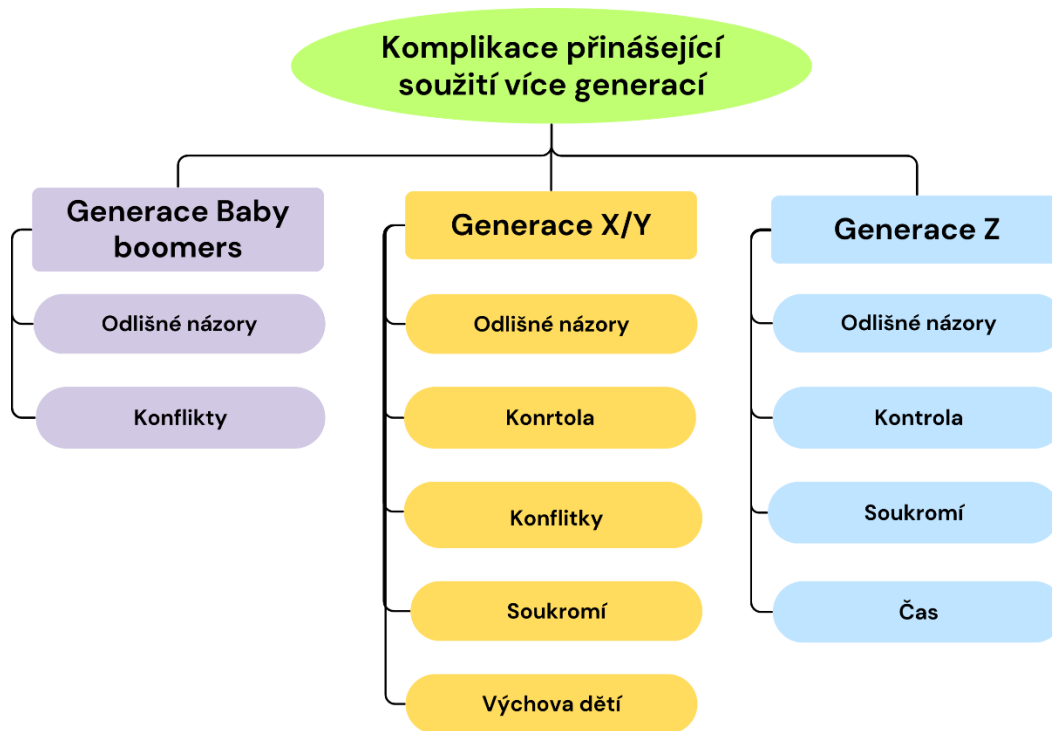 Komplikace přinášející
soužití více generací
Generace Baby
boomers
Odlišné názory
Konflikty
Generace X/Y
Odlišné názory
Konrtola
Konflitky
Soukromí
Výchova dětí
Generace Z
Odlišné názory
Kontrola
Soukromí
Čas